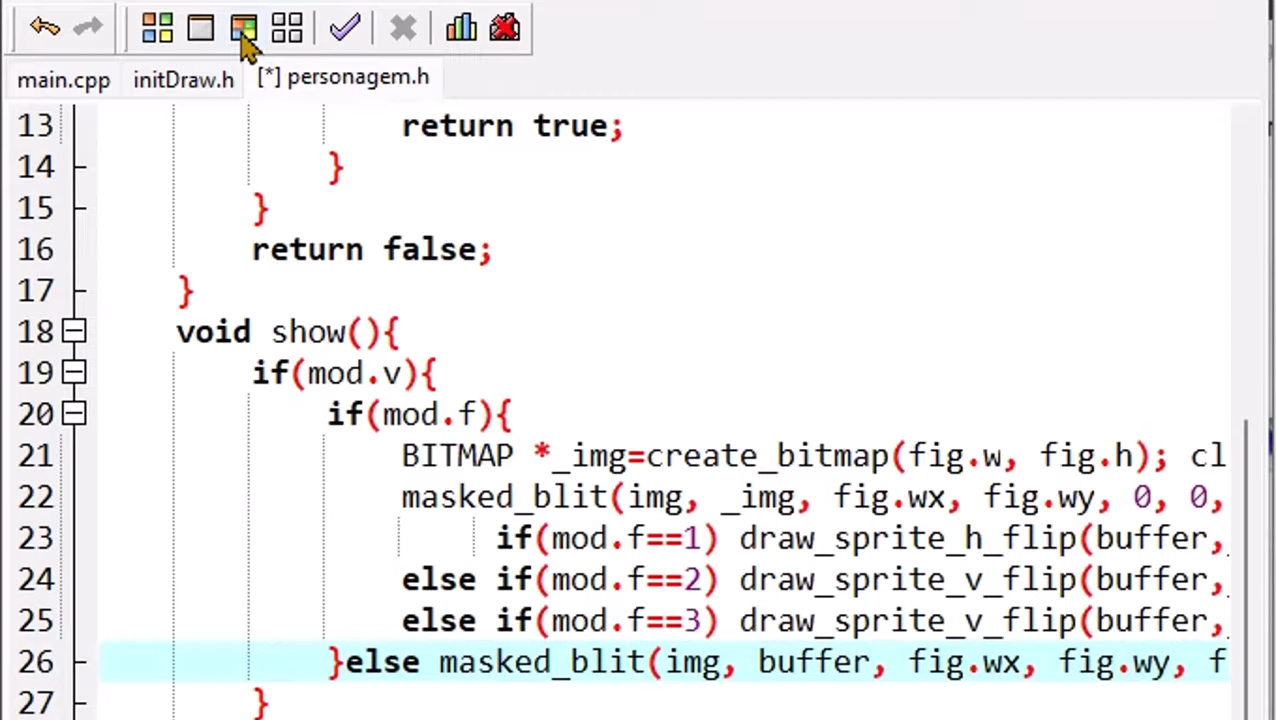 main.cpp initDraw.h [*] personagem.h
13 return true;
14 }
15 }
16 return false;
17 }
18 void show(){
19 if(mod.v){
20 if(mod.f){
21 BITMAP *_img=create_bitmap(fig.w, fig.h); cl
22 masked_blit(img, _img, fig.wx, fig.wy, 0, 0,
23 if(mod.f==1) draw_sprite_h_flip(buffer,
24 else if(mod.f==2) draw_sprite_v_flip(buffer,
25 else if(mod.f==3) draw_sprite_v_flip(buffer,
26 }else masked_blit(img, buffer, fig.wx, fig.wy, f
27 }